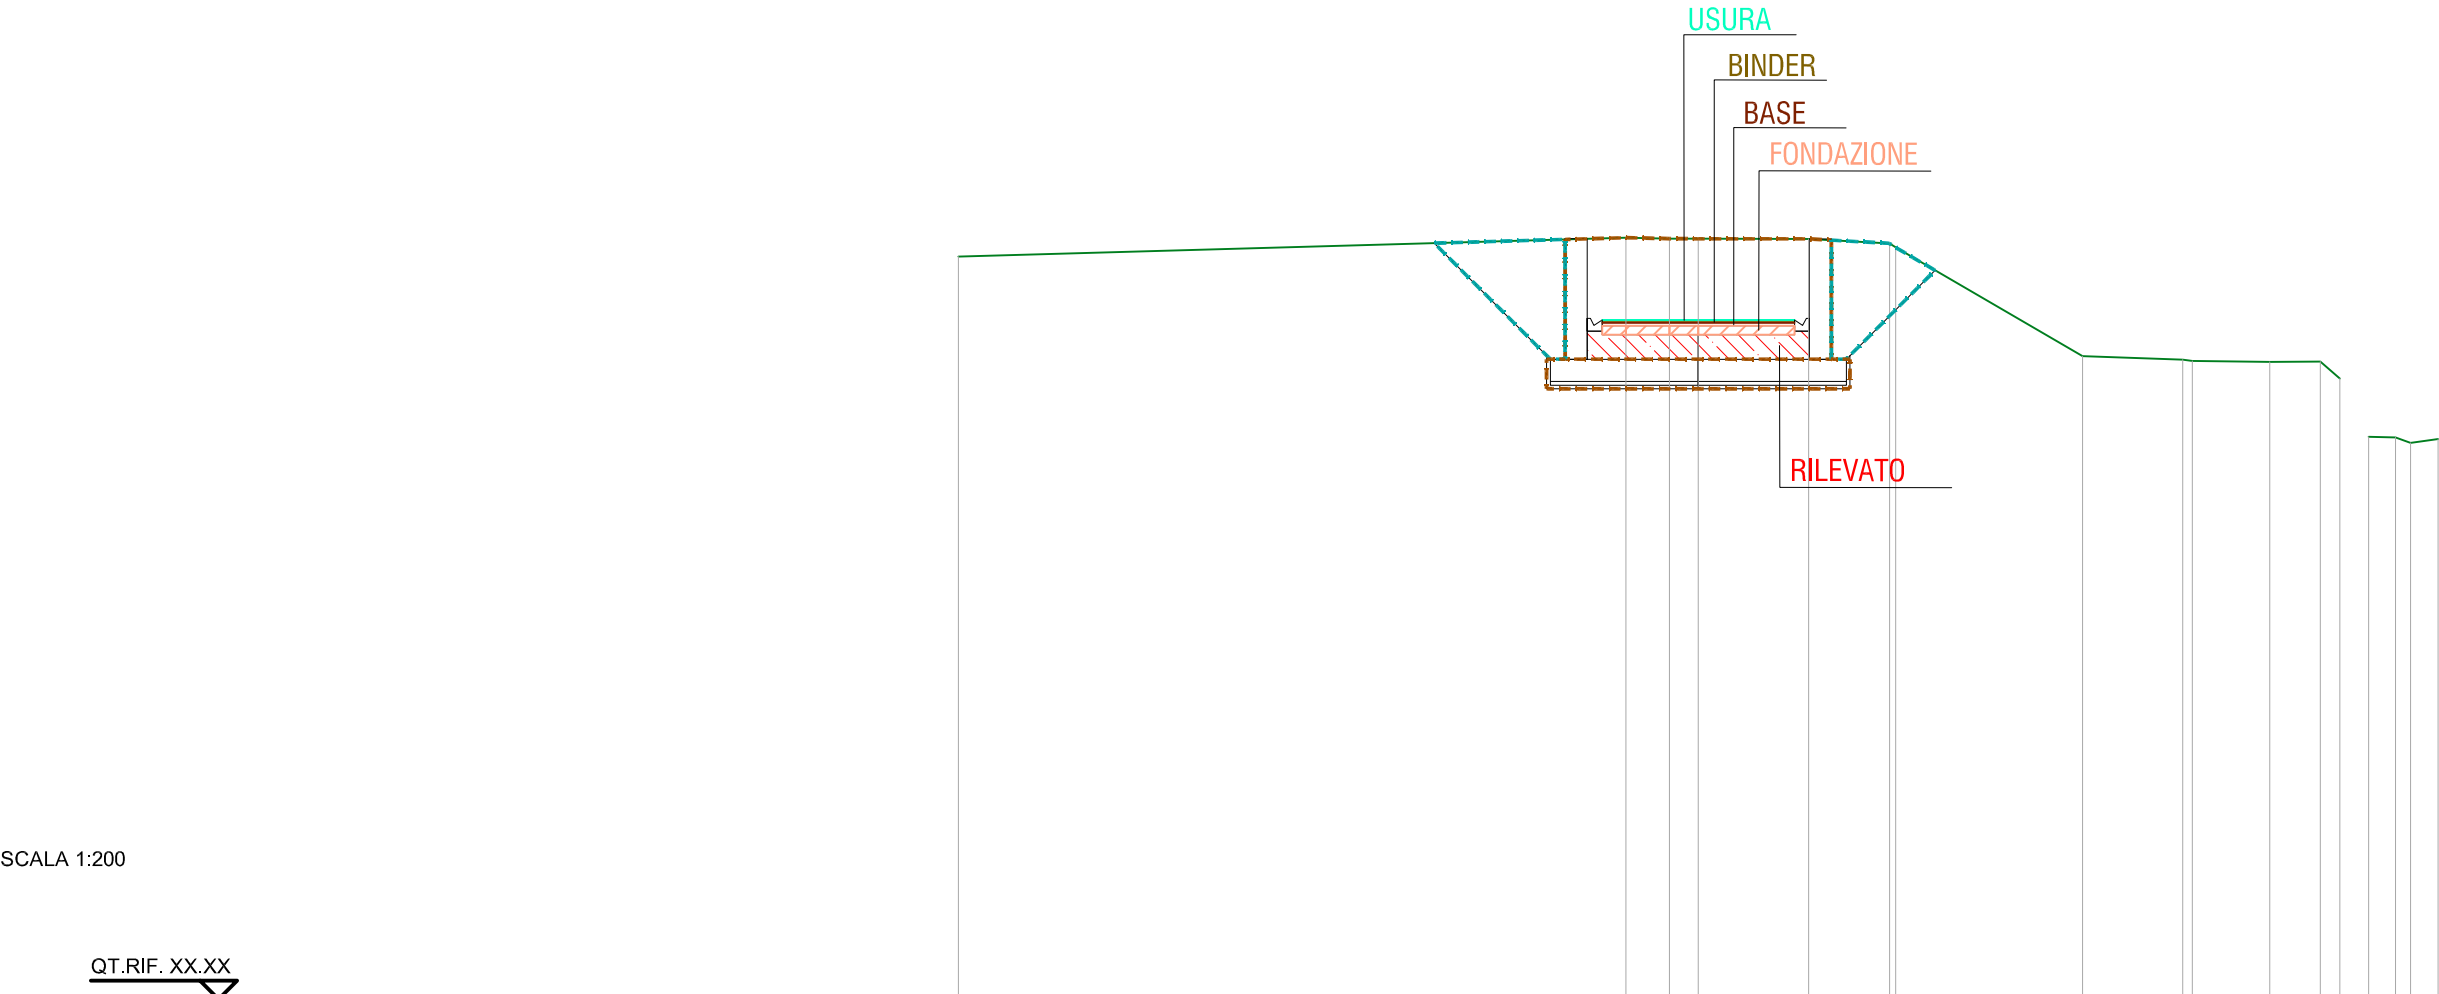 USURA
BINDER
BASE
FONDAZIONE
RILEVATO
SCALA 1:200
QT.RIF. XX.XX